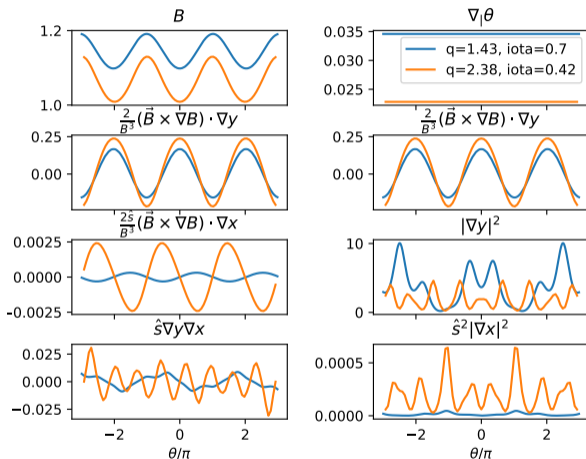 B
∇|θ
1.2
1.0
0.035
0.030
0.025
q=1.43, iota=0.7
q=2.38, iota=0.42
2/B³(B⃗ × ∇B) · ∇y
2/B³(B⃗ × ∇B) · ∇y
0.25
0.00
0.25
0.00
2ŝ/B³(B⃗ × ∇B) · ∇x
|∇y|²
0.0025
0.0000
-0.0025
10
0
ŝ∇y∇x
ŝ²|∇x|²
0.025
0.000
-0.025
0.0005
0.0000
−2
0
2
−2
0
2
θ/π
θ/π